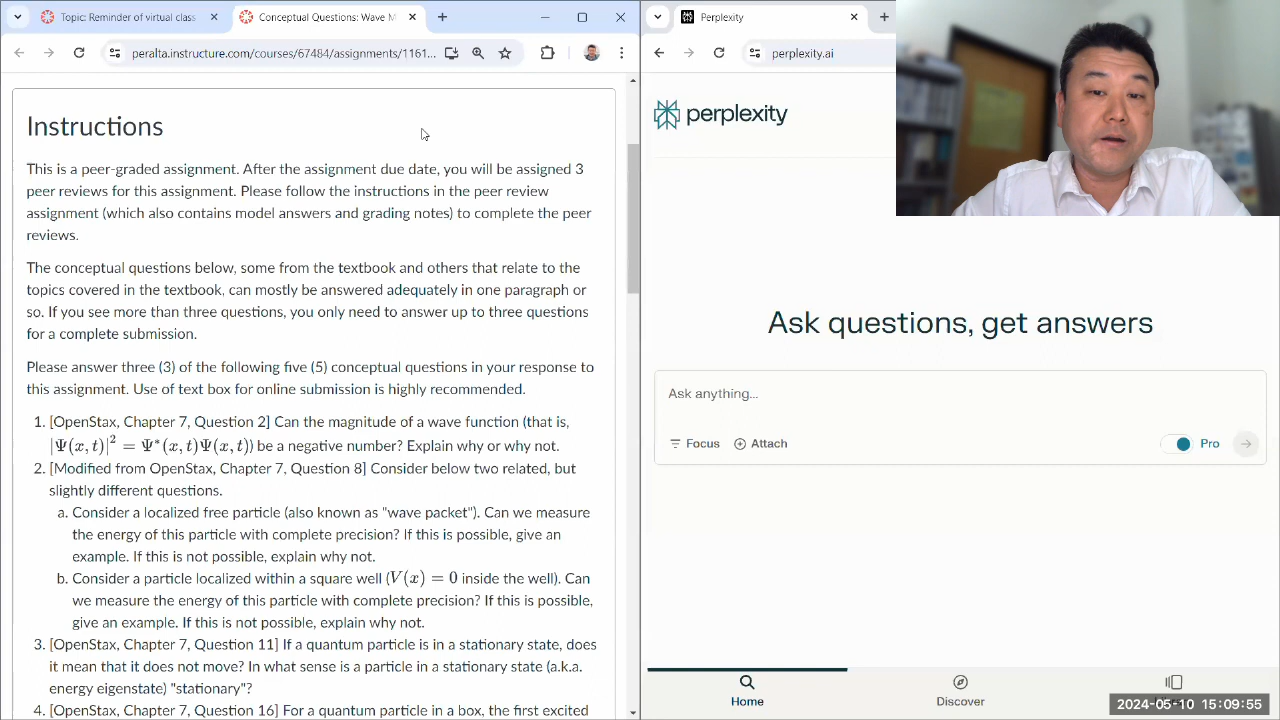 Topic: Reminder of virtual class
Conceptual Questions: Wave M
Perplexity
peralta.instructure.com/courses/67484/assignments/1161...
perplexity.ai
Instructions
This is a peer-graded assignment. After the assignment due date, you will be assigned 3
peer reviews for this assignment. Please follow the instructions in the peer review
assignment (which also contains model answers and grading notes) to complete the peer
reviews.
The conceptual questions below, some from the textbook and others that relate to the
topics covered in the textbook, can mostly be answered adequately in one paragraph or
so. If you see more than three questions, you only need to answer up to three questions
for a complete submission.
Please answer three (3) of the following five (5) conceptual questions in your response to
this assignment. Use of text box for online submission is highly recommended.
1. [OpenStax, Chapter 7, Question 2] Can the magnitude of a wave function (that is,
|Ψ(x, t)|² = Ψ*(x, t)Ψ(x, t)) be a negative number? Explain why or why not.
2. [Modified from OpenStax, Chapter 7, Question 8] Consider below two related, but
slightly different questions.
a. Consider a localized free particle (also known as "wave packet"). Can we measure
the energy of this particle with complete precision? If this is possible, give an
example. If this is not possible, explain why not.
b. Consider a particle localized within a square well (V(x) = 0 inside the well). Can
we measure the energy of this particle with complete precision? If this is possible,
give an example. If this is not possible, explain why not.
3. [OpenStax, Chapter 7, Question 11] If a quantum particle is in a stationary state, does
it mean that it does not move? In what sense is a particle in a stationary state (a.k.a.
energy eigenstate) "stationary"?
4. [OpenStax, Chapter 7, Question 16] For a quantum particle in a box, the first excited
perplexity
Ask questions, get answers
Ask anything...
Focus
Attach
Pro
Home
Discover
2024-05-10 15:09:55